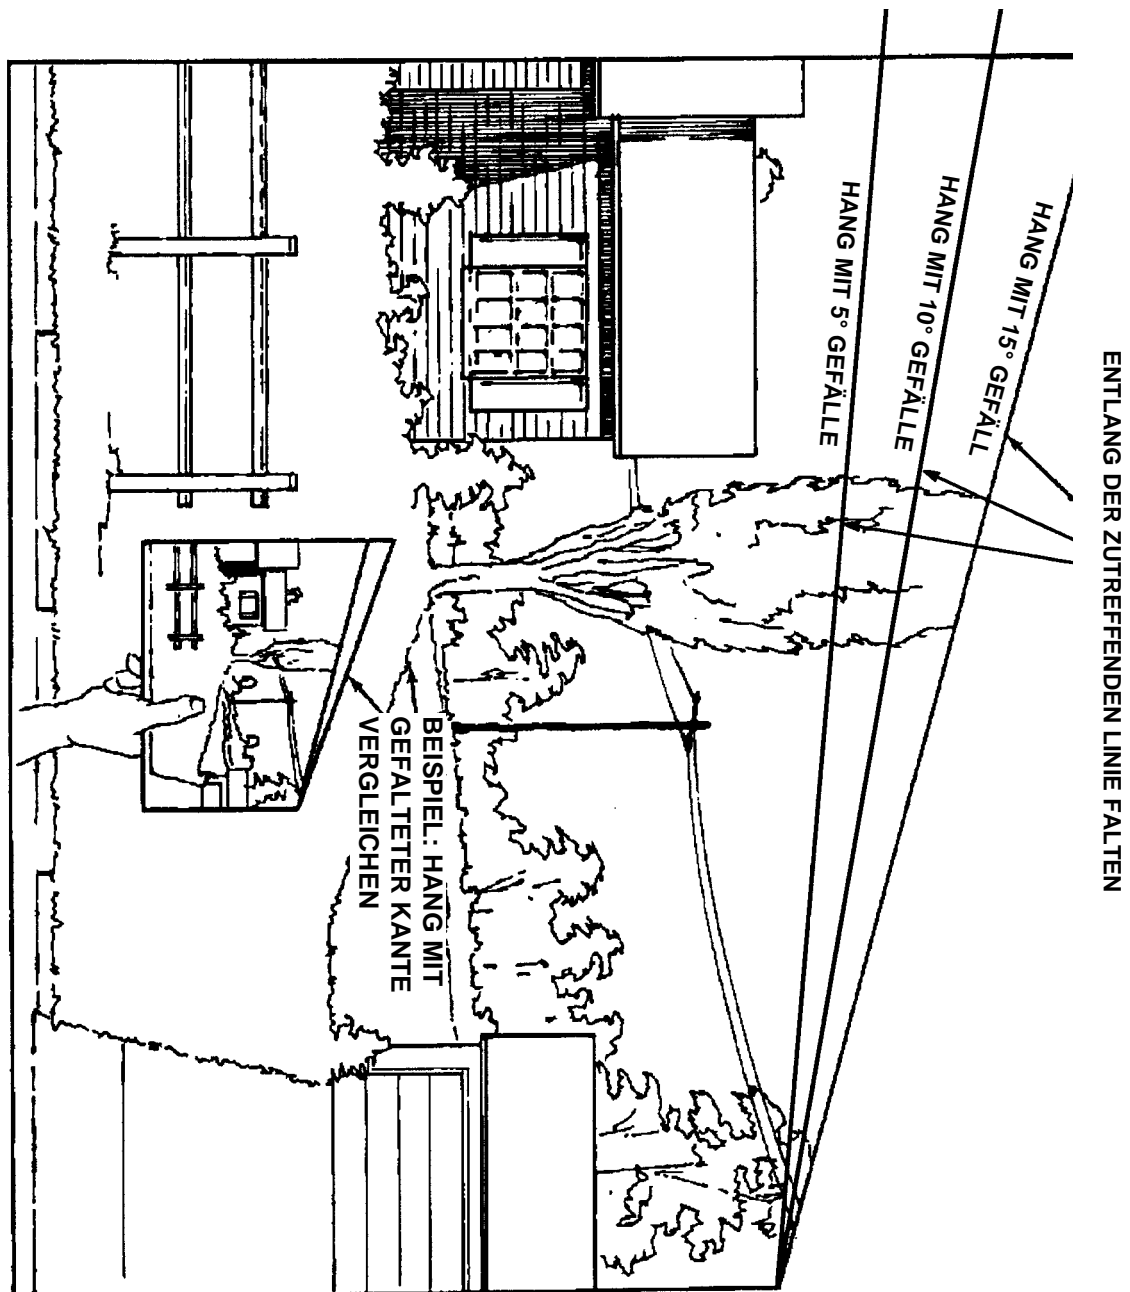 ENTLANG DER ZUTREFFENDEN LINIE FALTEN
HANG MIT 15° GEFÄLL
HANG MIT 10° GEFÄLLE
HANG MIT 5° GEFÄLLE
BEISPIEL: HANG MIT
GEFALTETER KANTE
VERGLEICHEN